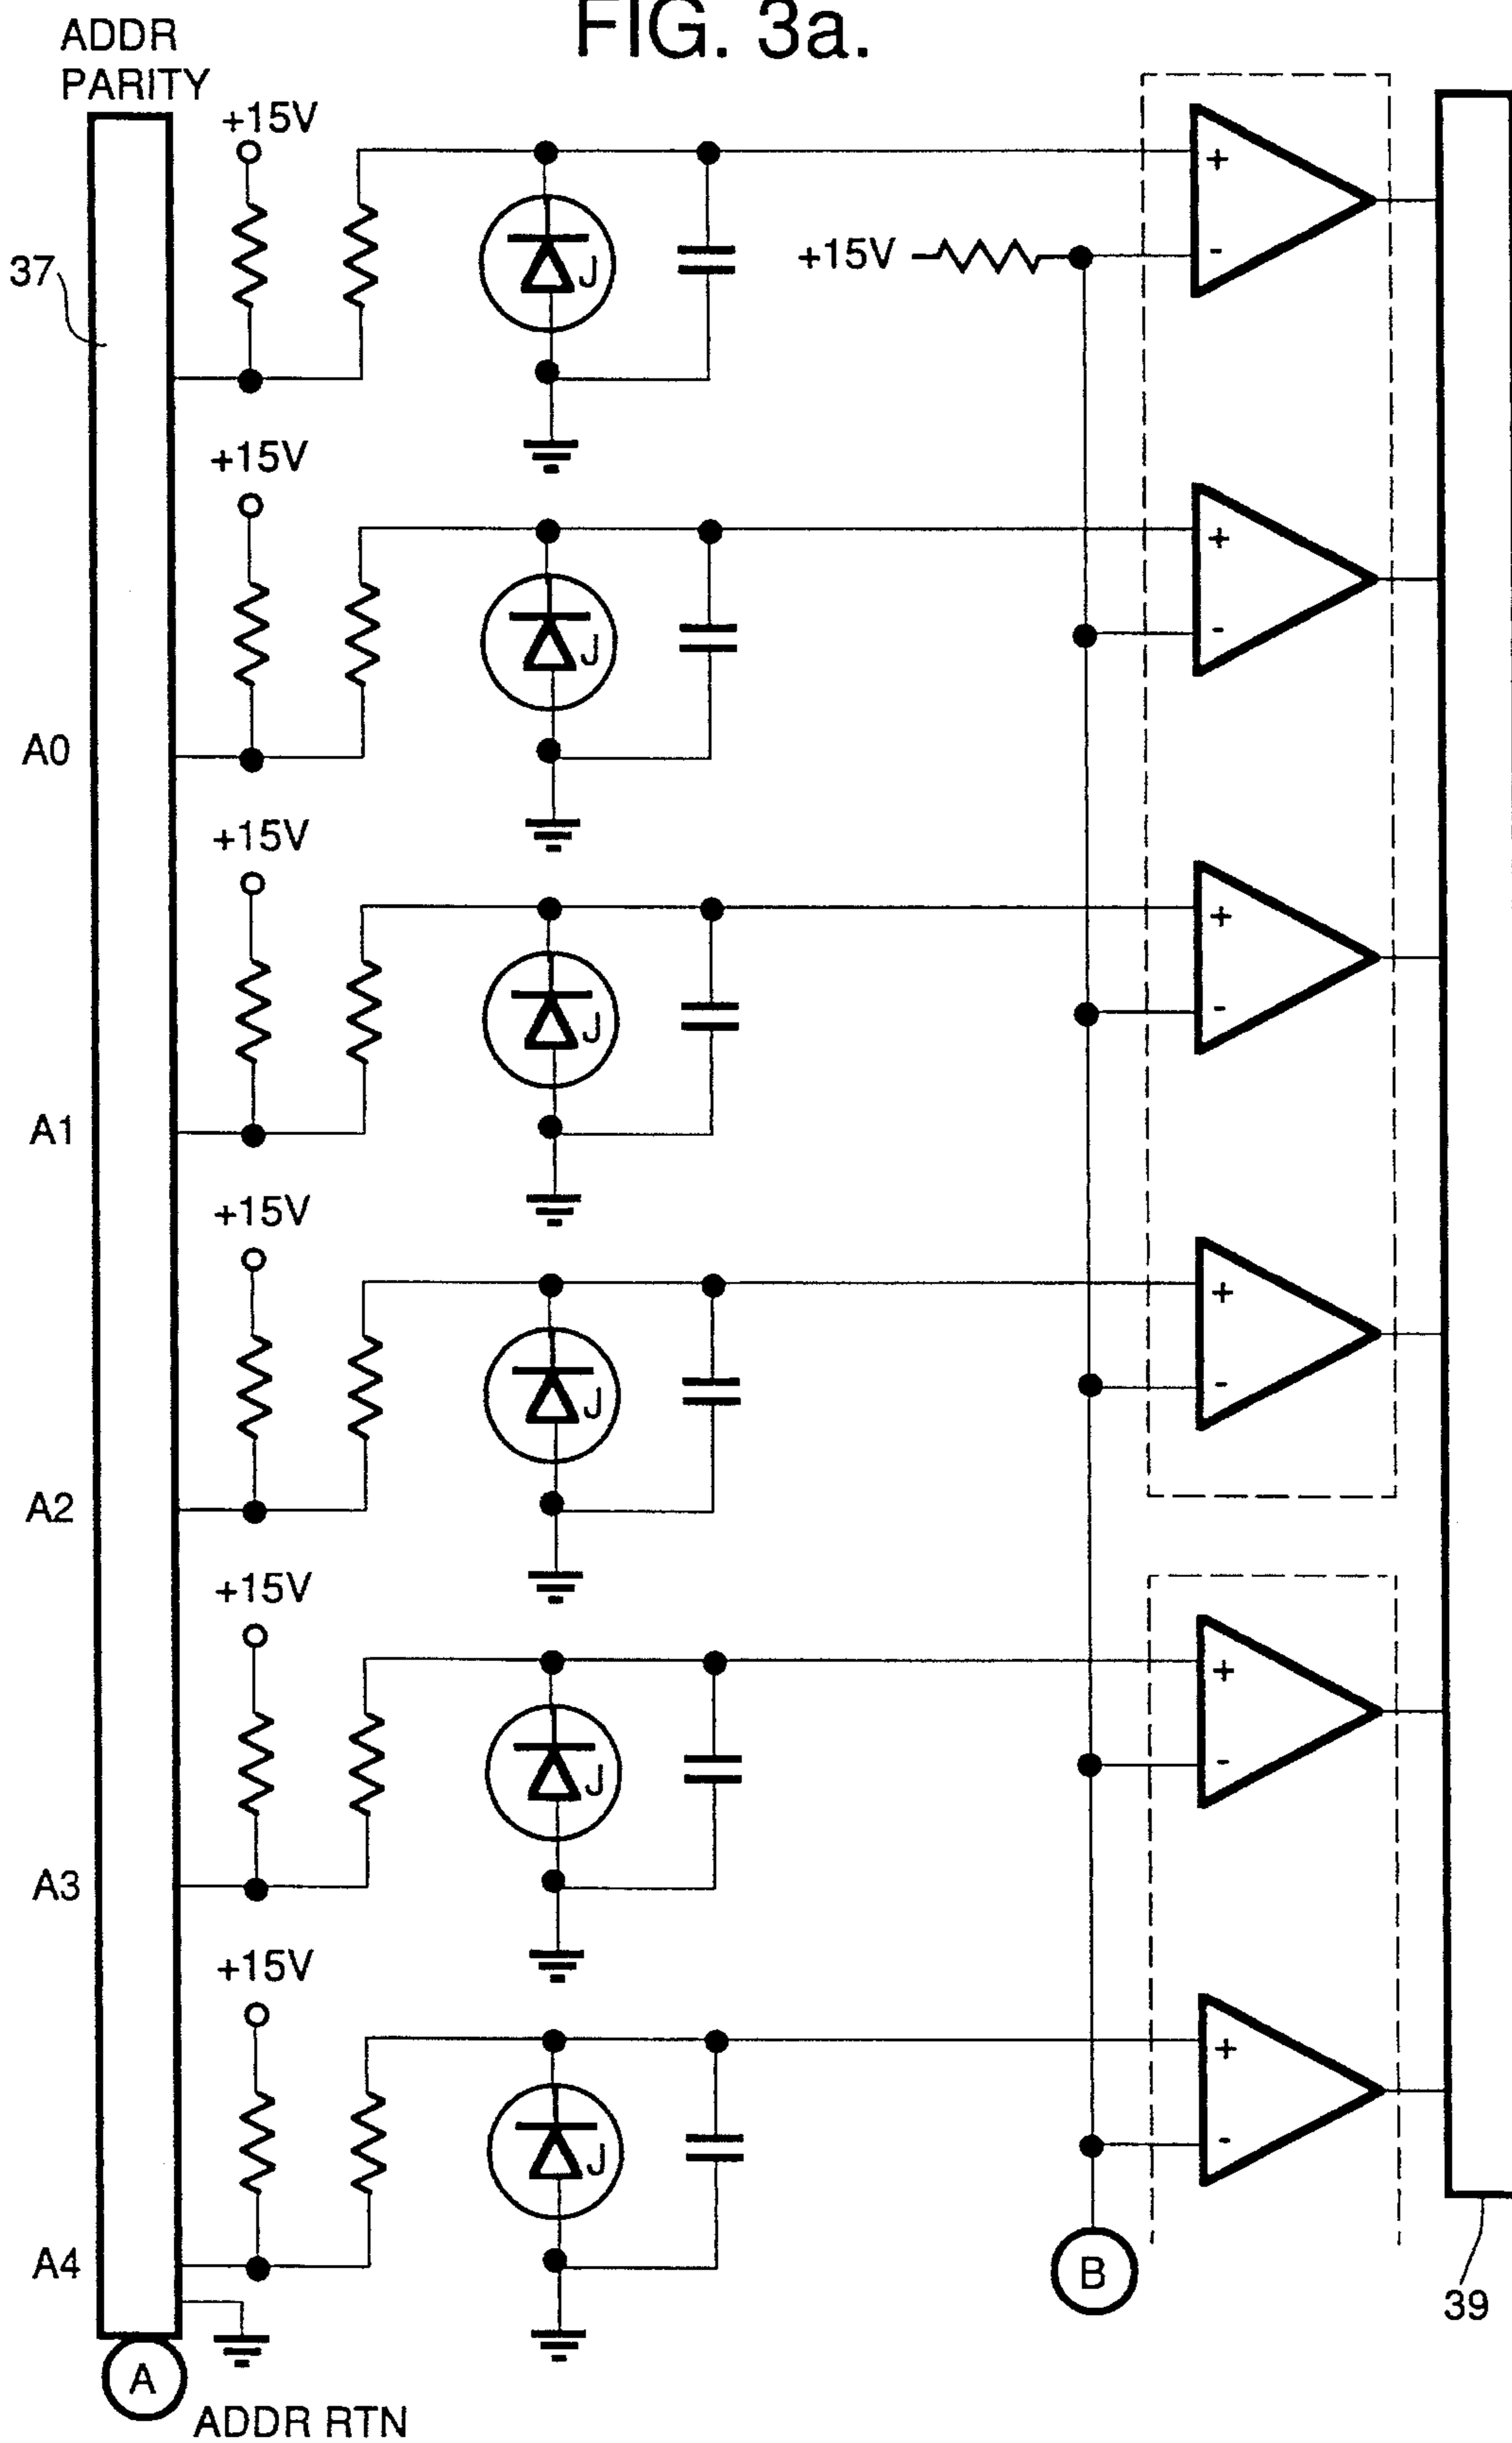 FIG. 3a.
ADDR
PARITY
+15V
37
J
+15V
+
-
+15V
J
+
-
A0
+15V
J
+
-
A1
+15V
J
+
-
A2
+15V
J
+
-
A3
+15V
J
+
-
A4
B
39
A
ADDR RTN